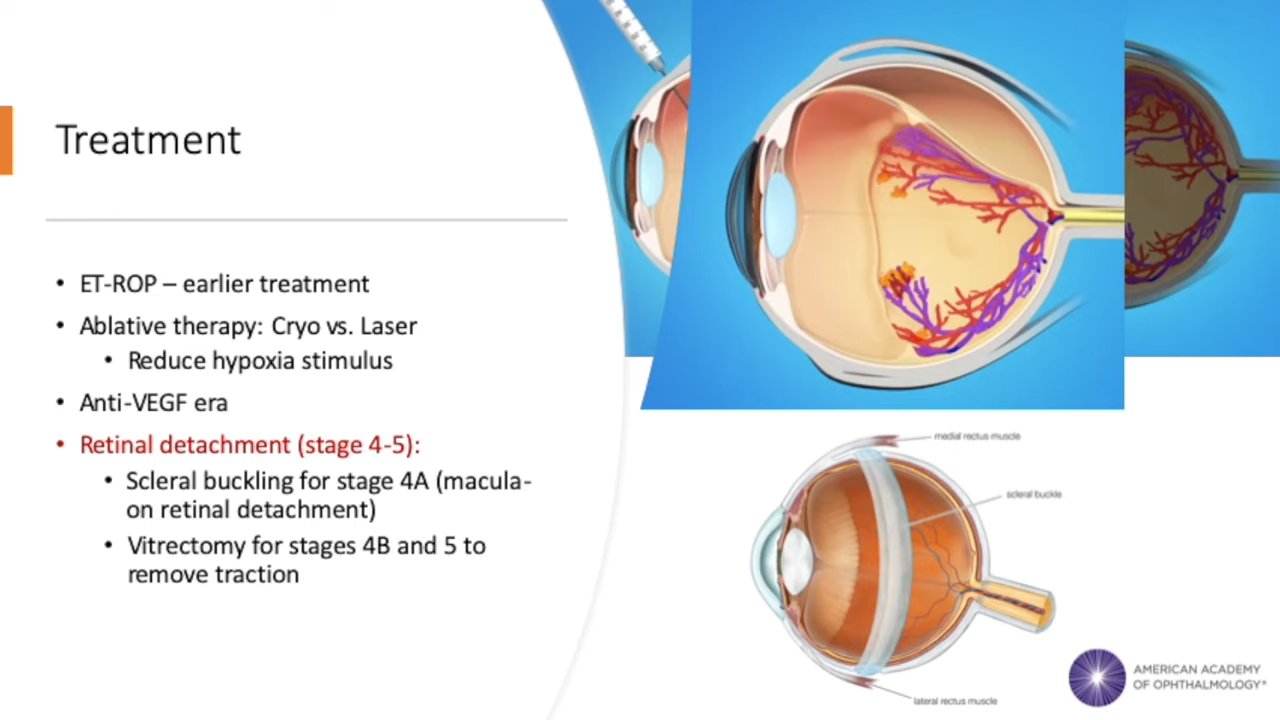 Treatment
• ET-ROP – earlier treatment
• Ablative therapy: Cryo vs. Laser
• Reduce hypoxia stimulus
• Anti-VEGF era
• Retinal detachment (stage 4-5):
• Scleral buckling for stage 4A (macula-
on retinal detachment)
• Vitrectomy for stages 4B and 5 to
remove traction
medial rectus muscle
scleral buckle
lateral rectus muscle
AMERICAN ACADEMY
OF OPHTHALMOLOGY®